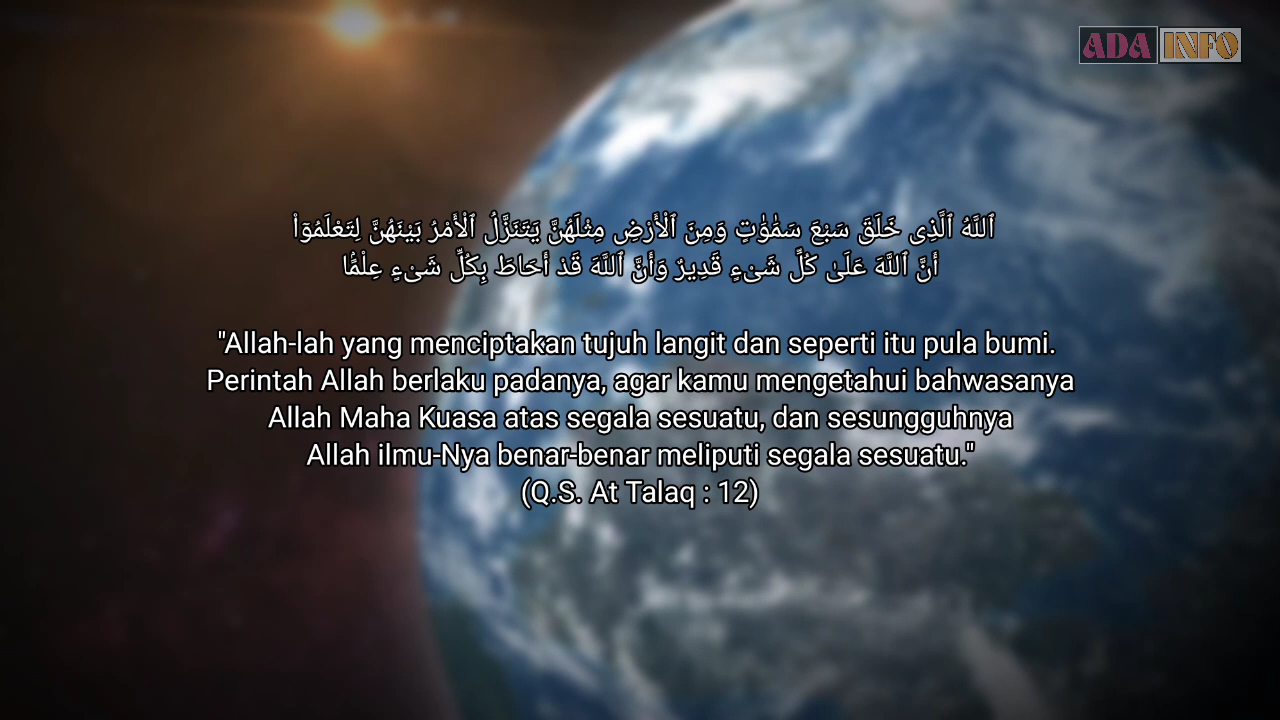 ADA INFO
ٱللَّهُ ٱلَّذِى خَلَقَ سَبْعَ سَمَٰوَٰتٍ وَمِنَ ٱلْأَرْضِ مِثْلَهُنَّ يَتَنَزَّلُ ٱلْأَمْرُ بَيْنَهُنَّ لِتَعْلَمُوٓا۟
أَنَّ ٱللَّهَ عَلَىٰ كُلِّ شَىْءٍ قَدِيرٌ وَأَنَّ ٱللَّهَ قَدْ أَحَاطَ بِكُلِّ شَىْءٍ عِلْمًۢا
"Allah-lah yang menciptakan tujuh langit dan seperti itu pula bumi.
Perintah Allah berlaku padanya, agar kamu mengetahui bahwasanya
Allah Maha Kuasa atas segala sesuatu, dan sesungguhnya
Allah ilmu-Nya benar-benar meliputi segala sesuatu."
(Q.S. At Talaq : 12)